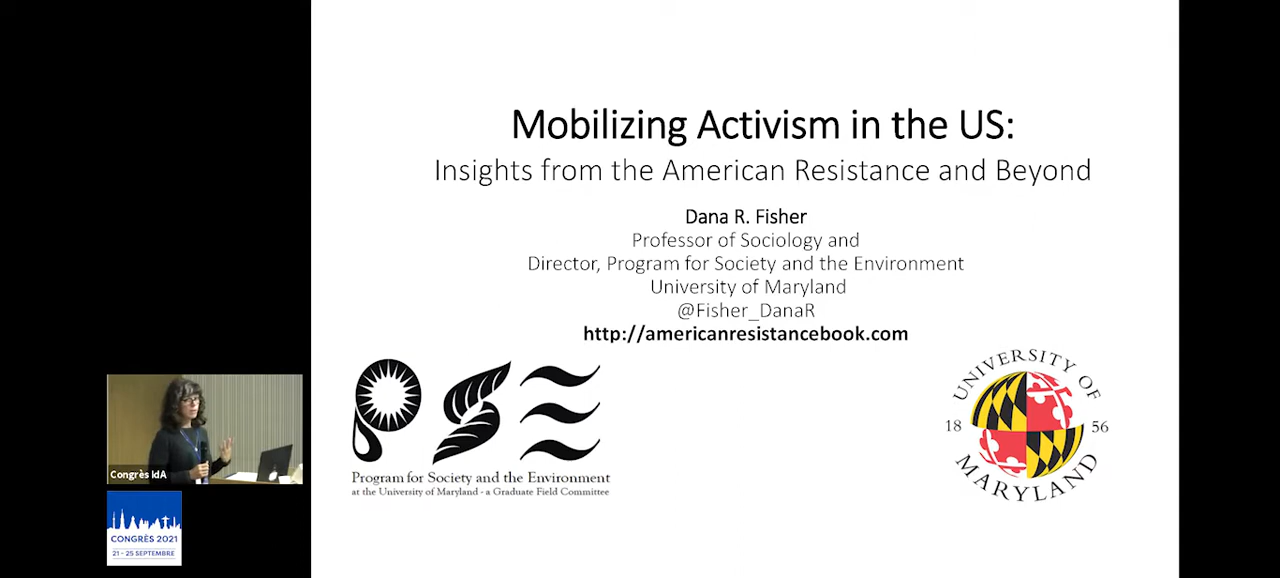 Mobilizing Activism in the US:
Insights from the American Resistance and Beyond
Dana R. Fisher
Professor of Sociology and
Director, Program for Society and the Environment
University of Maryland
@Fisher_DanaR
http://americanresistancebook.com
PSE
Program for Society and the Environment
at the University of Maryland - a Graduate Field Committee
UNIVERSITY OF
18 56
MARYLAND
Congrès IdA
CONGRÈS 2021
21 - 25 SEPTEMBRE